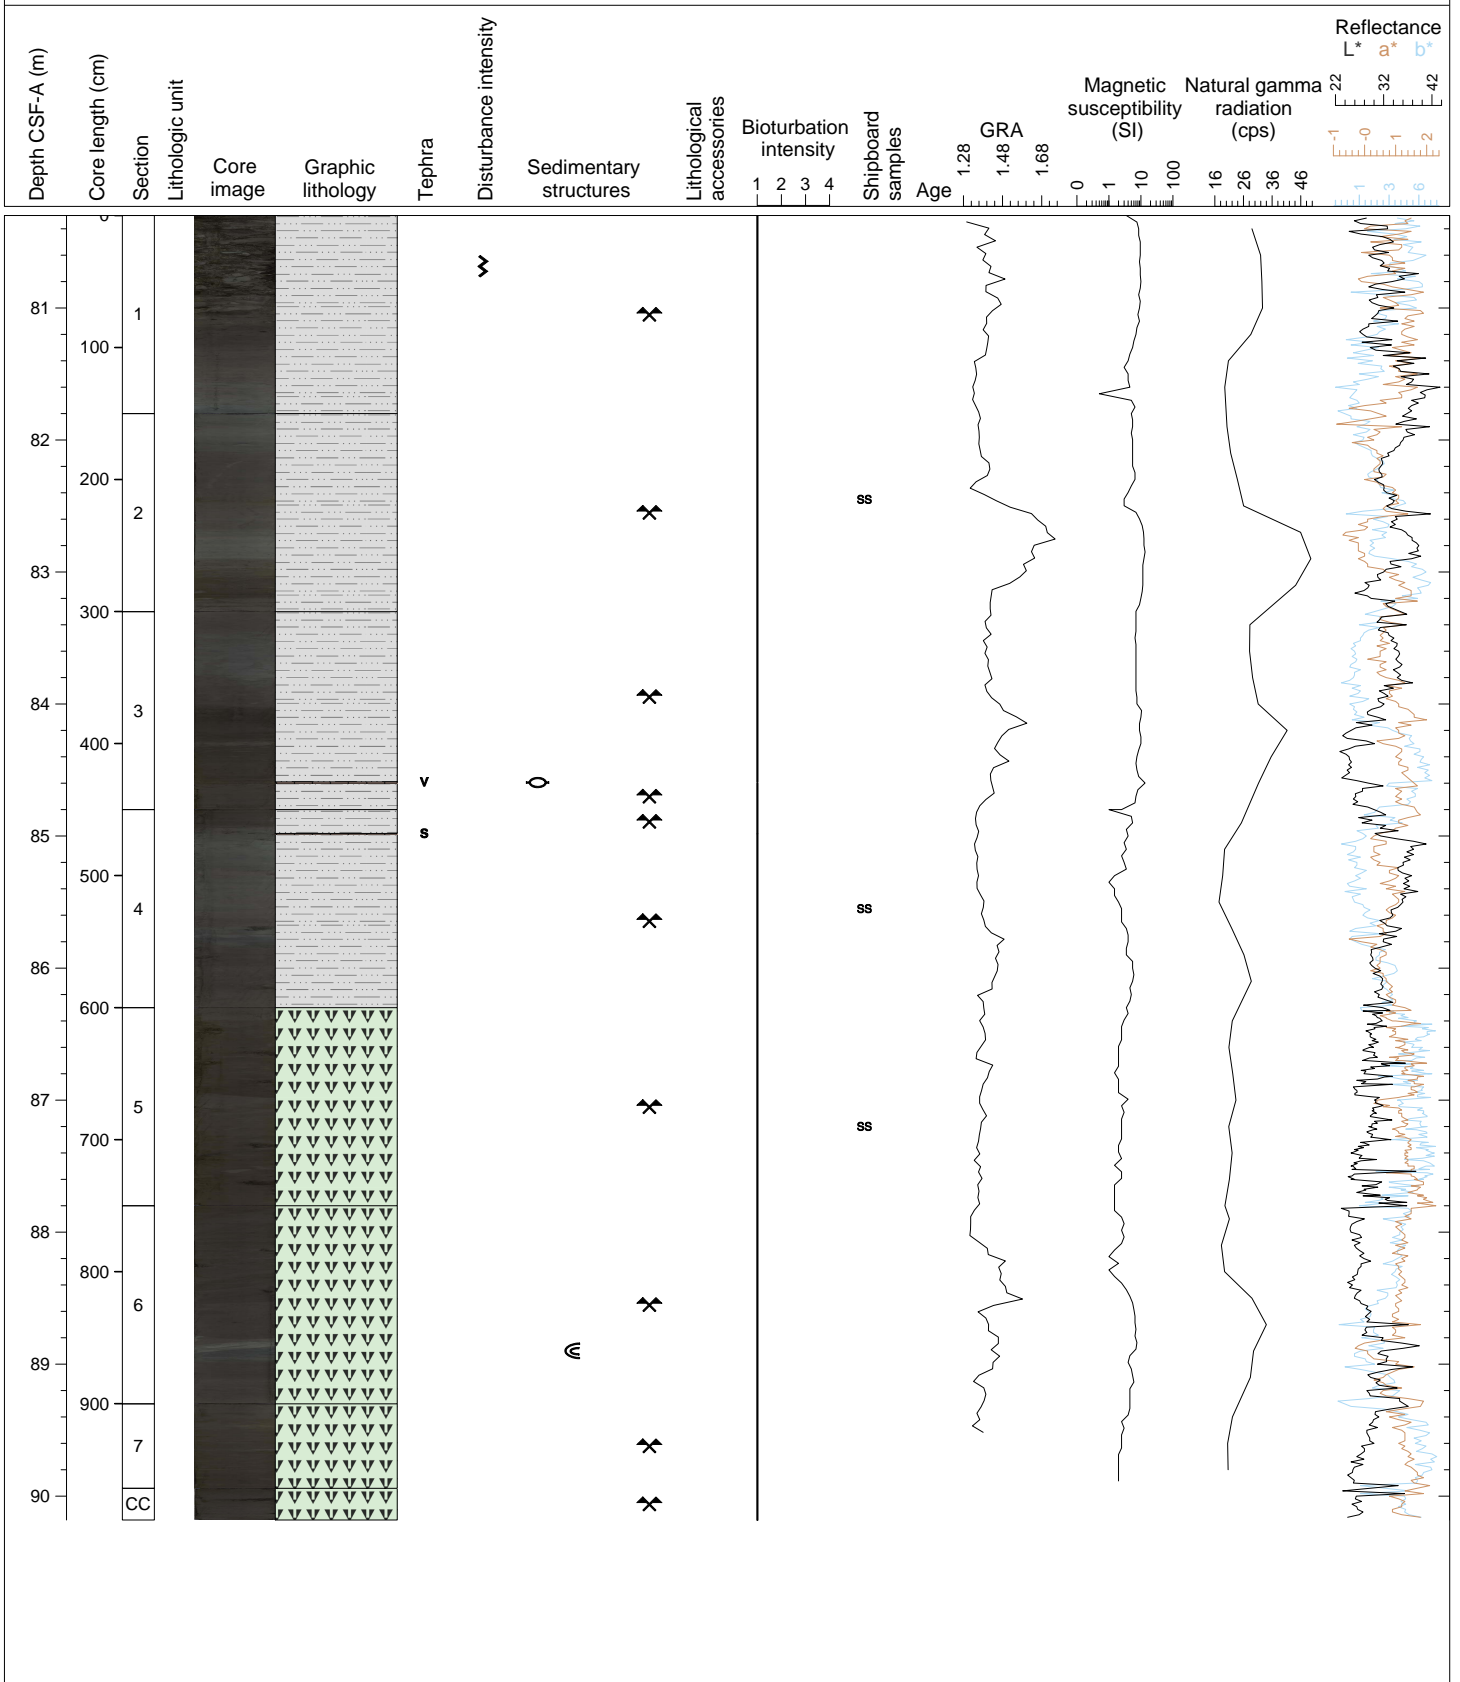 Depth CSF-A (m)
Core length (cm)
Section
Lithologic unit
Core
image
Graphic
lithology
Tephra
Disturbance intensity
Sedimentary
structures
Lithological
accessories
Bioturbation
intensity
1 2 3 4
Shipboard
samples
Age
GRA
1.28 1.48 1.68
Magnetic
susceptibility
(SI)
0 1 10 100
Natural gamma
radiation
(cps)
16 26 36 46
Reflectance
L* a* b*
22 32 42
-1 -0 1 2
1 3 6
0
81
1
100
82
200
ss
2
83
300
84
3
400
v
s
85
500
4
ss
86
600
87
5
ss
700
88
800
6
89
900
7
90
CC